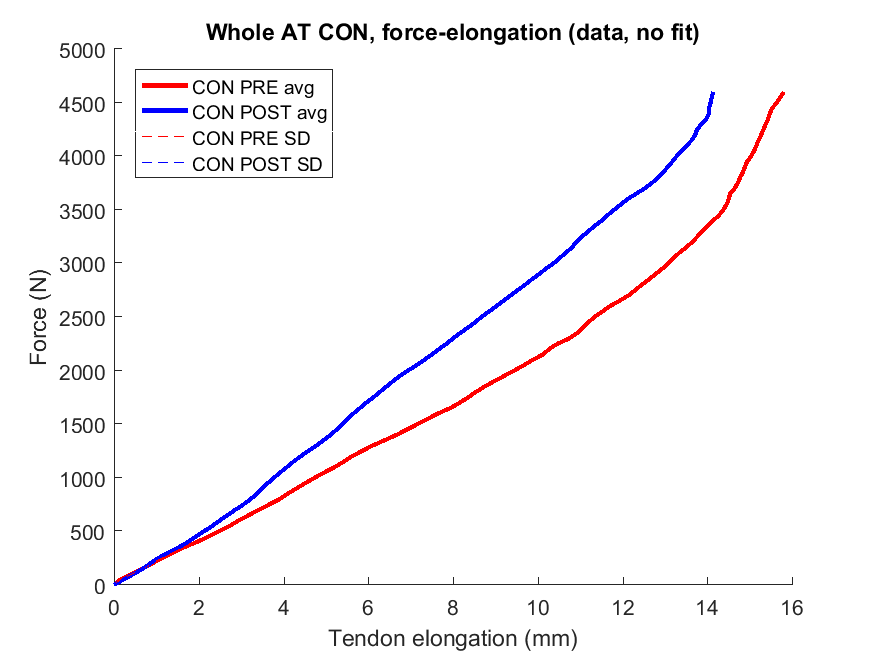 Whole AT CON, force-elongation (data, no fit)
5000
4500
4000
3500
3000
2500
2000
1500
1000
500
0
Force (N)
CON PRE avg
CON POST avg
CON PRE SD
CON POST SD
0 2 4 6 8 10 12 14 16
Tendon elongation (mm)